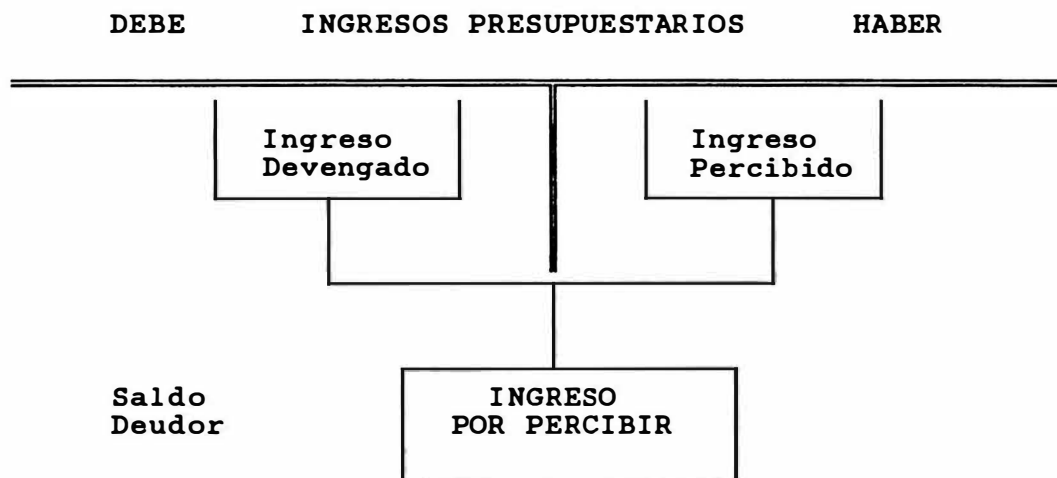 DEBE INGRESOS PRESUPUESTARIOS HABER
Ingreso
Devengado
Ingreso
Percibido
Saldo
Deudor
INGRESO
POR PERCIBIR